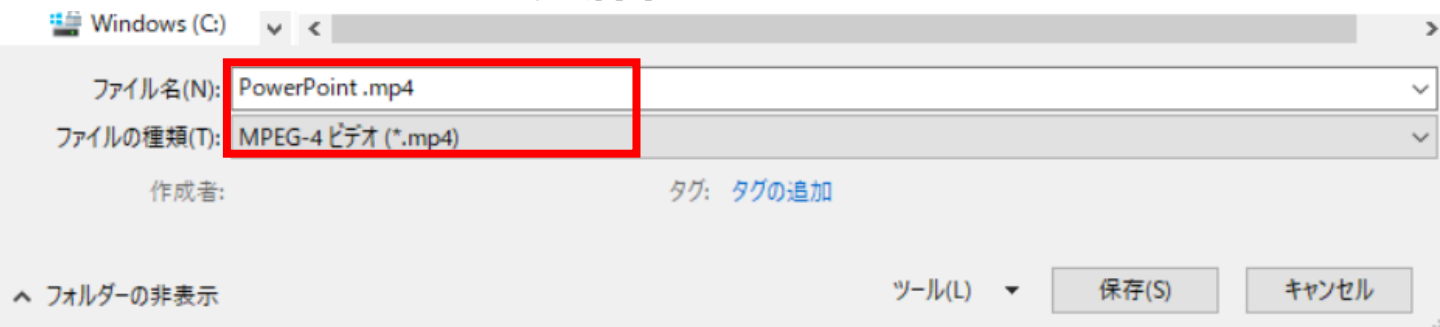 Windows (C:)
ファイル名(N): PowerPoint .mp4
ファイルの種類(T): MPEG-4 ビデオ (*.mp4)
作成者: タグ: タグの追加
フォルダーの非表示 ツール(L) 保存(S) キャンセル